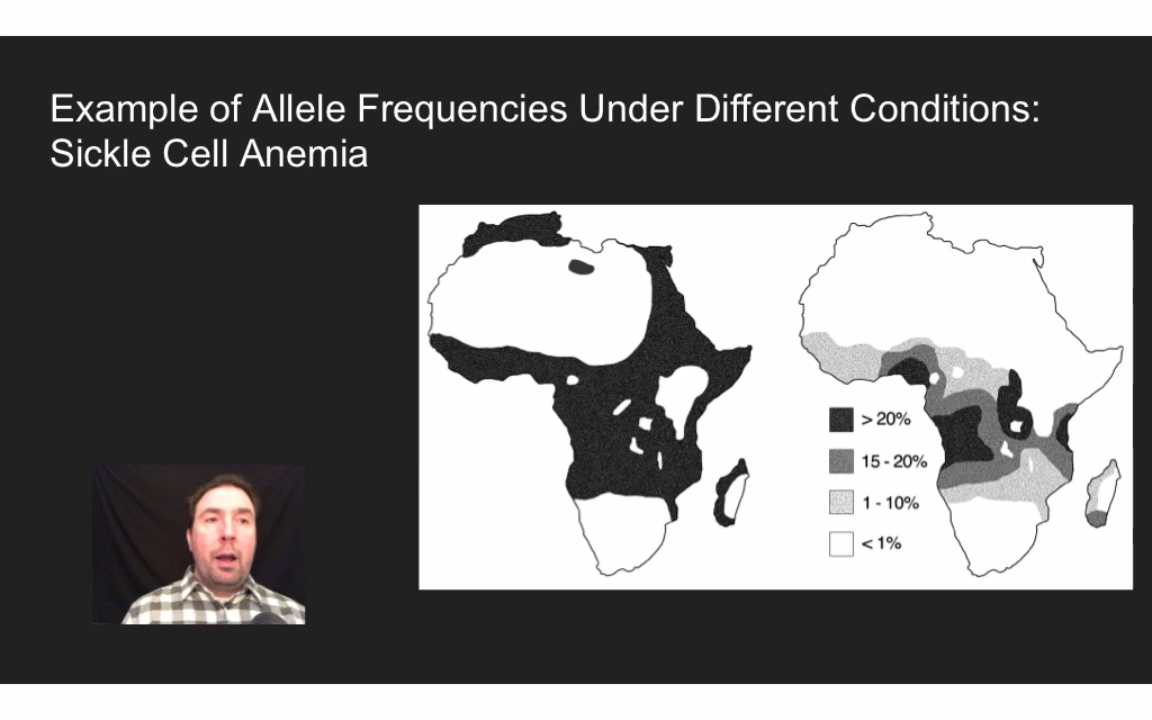 Example of Allele Frequencies Under Different Conditions:
Sickle Cell Anemia
> 20%
15 - 20%
1 - 10%
< 1%